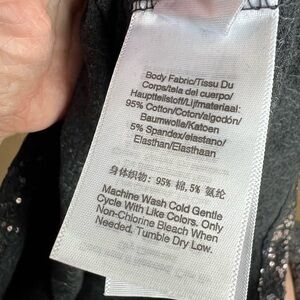 Body Fabric/Tissu Du
Corps/tela del cuerpo/
Hauptteilstoff/Lijfmateriaal:
95% Cotton/Coton/algodón/
Baumwolle/Katoen
5% Spandex/elastano/
Elasthan/Elasthaan
身体织物: 95% 棉, 5% 氨纶
Machine Wash Cold Gentle
Cycle With Like Colors. Only
Non-Chlorine Bleach When
Needed. Tumble Dry Low.